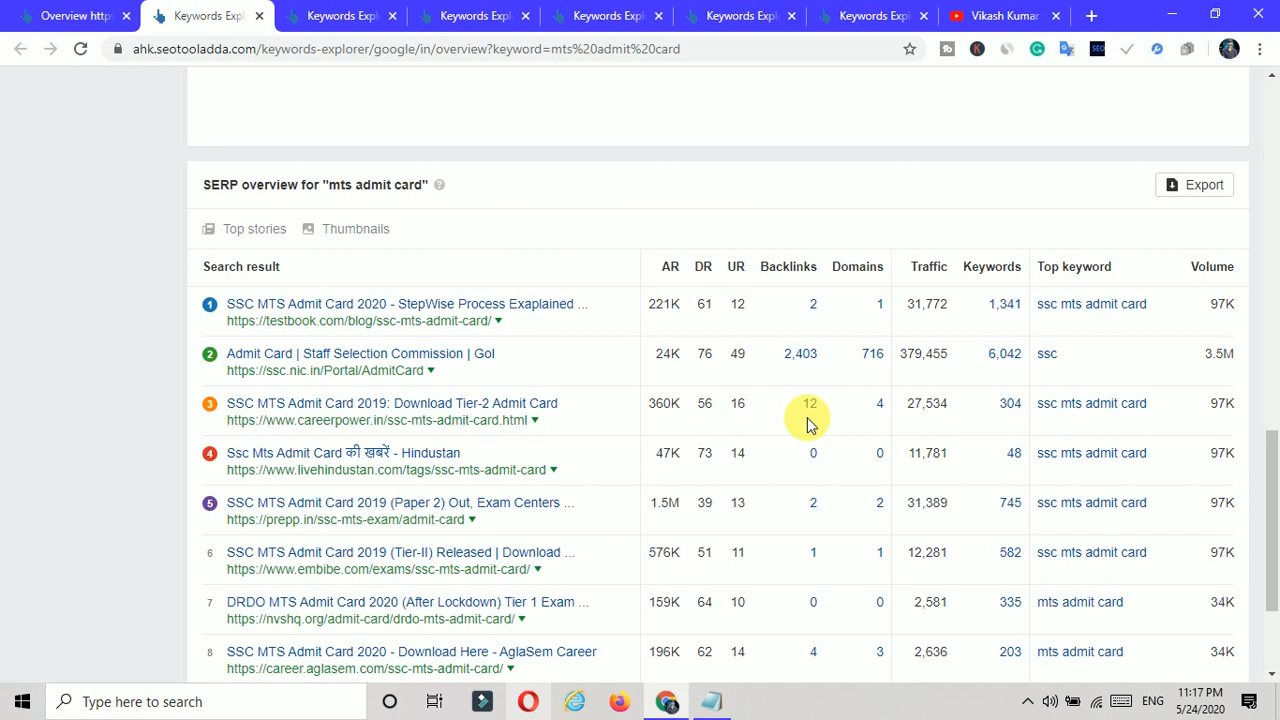 Overview https
Keywords Expl
Keywords Expl
Keywords Expl
Keywords Expl
Keywords Expl
Keywords Expl
Vikash Kumar
ahk.seotooladda.com/keywords-explorer/google/in/overview?keyword=mts%20admit%20card
SERP overview for "mts admit card"
Export
Top stories
Thumbnails
Search result AR DR UR Backlinks Domains Traffic Keywords Top keyword Volume
1 SSC MTS Admit Card 2020 - StepWise Process Exaplained ... 221K 61 12 2 1 31,772 1,341 ssc mts admit card 97K
https://testbook.com/blog/ssc-mts-admit-card/
2 Admit Card | Staff Selection Commission | GoI 24K 76 49 2,403 716 379,455 6,042 ssc 3.5M
https://ssc.nic.in/Portal/AdmitCard
3 SSC MTS Admit Card 2019: Download Tier-2 Admit Card 360K 56 16 12 4 27,534 304 ssc mts admit card 97K
https://www.careerpower.in/ssc-mts-admit-card.html
4 Ssc Mts Admit Card की खबरें - Hindustan 47K 73 14 0 0 11,781 48 ssc mts admit card 97K
https://www.livehindustan.com/tags/ssc-mts-admit-card
5 SSC MTS Admit Card 2019 (Paper 2) Out, Exam Centers ... 1.5M 39 13 2 2 31,389 745 ssc mts admit card 97K
https://prepp.in/ssc-mts-exam/admit-card
6 SSC MTS Admit Card 2019 (Tier-II) Released | Download ... 576K 51 11 1 1 12,281 582 ssc mts admit card 97K
https://www.embibe.com/exams/ssc-mts-admit-card/
7 DRDO MTS Admit Card 2020 (After Lockdown) Tier 1 Exam ... 159K 64 10 0 0 2,581 335 mts admit card 34K
https://nvshq.org/admit-card/drdo-mts-admit-card/
8 SSC MTS Admit Card 2020 - Download Here - AglaSem Career 196K 62 14 4 3 2,636 203 mts admit card 34K
https://career.aglasem.com/ssc-mts-admit-card/
Type here to search
ENG
11:17 PM
5/24/2020